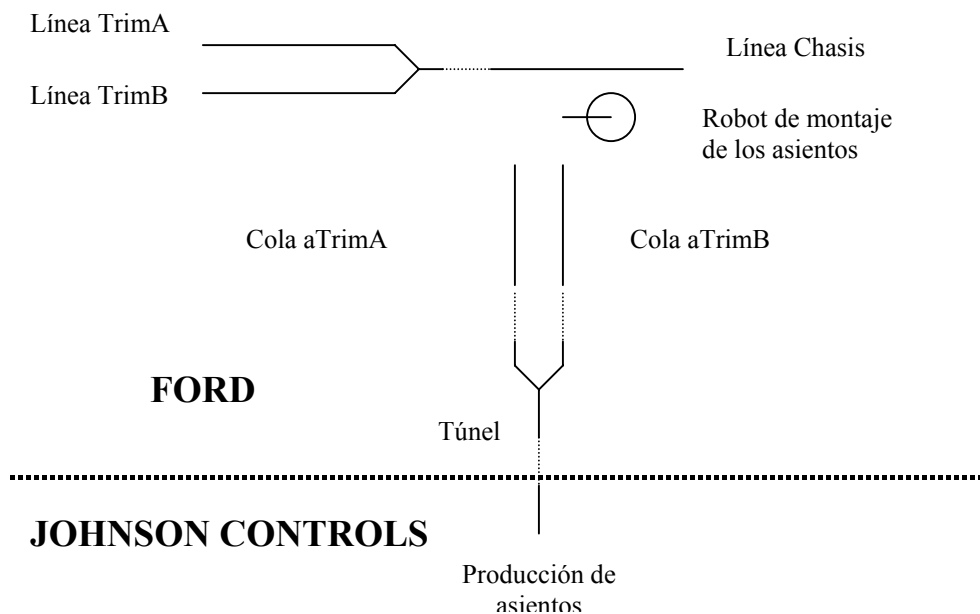 Línea TrimA
Línea Chasis
Línea TrimB
Robot de montaje
de los asientos
Cola aTrimA
Cola aTrimB
FORD
Túnel
JOHNSON CONTROLS
Producción de
asientos